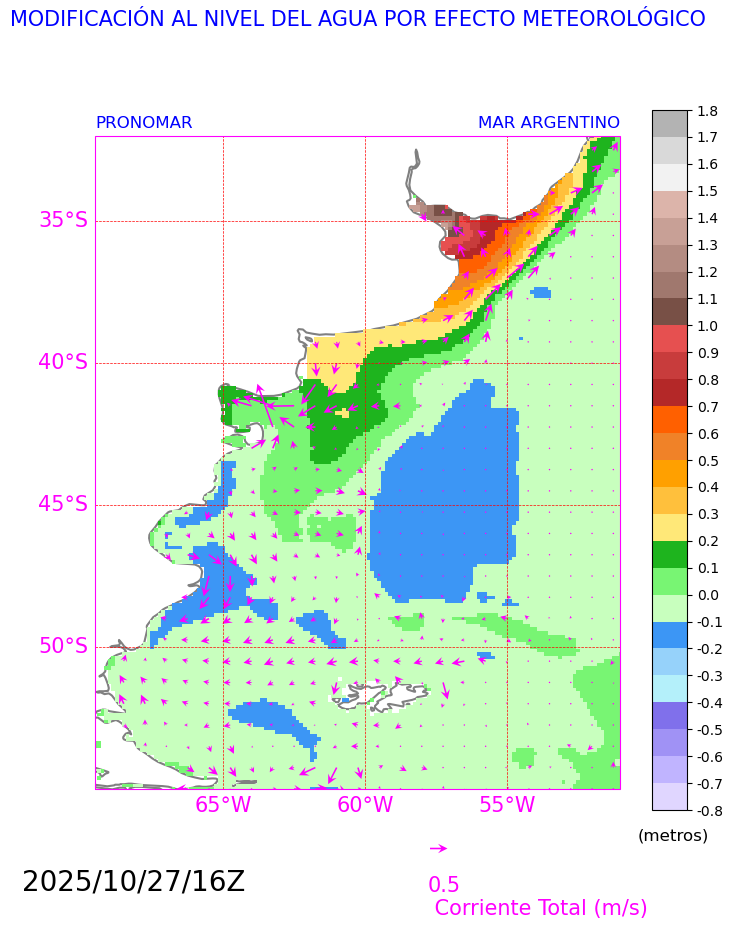 MODIFICACIÓN AL NIVEL DEL AGUA POR EFECTO METEOROLÓGICO
PRONOMAR
MAR ARGENTINO
35°S
40°S
45°S
50°S
65°W
60°W
55°W
1.8
1.7
1.6
1.5
1.4
1.3
1.2
1.1
1.0
0.9
0.8
0.7
0.6
0.5
0.4
0.3
0.2
0.1
0.0
-0.1
-0.2
-0.3
-0.4
-0.5
-0.6
-0.7
-0.8
(metros)
2025/10/27/16Z
0.5
Corriente Total (m/s)